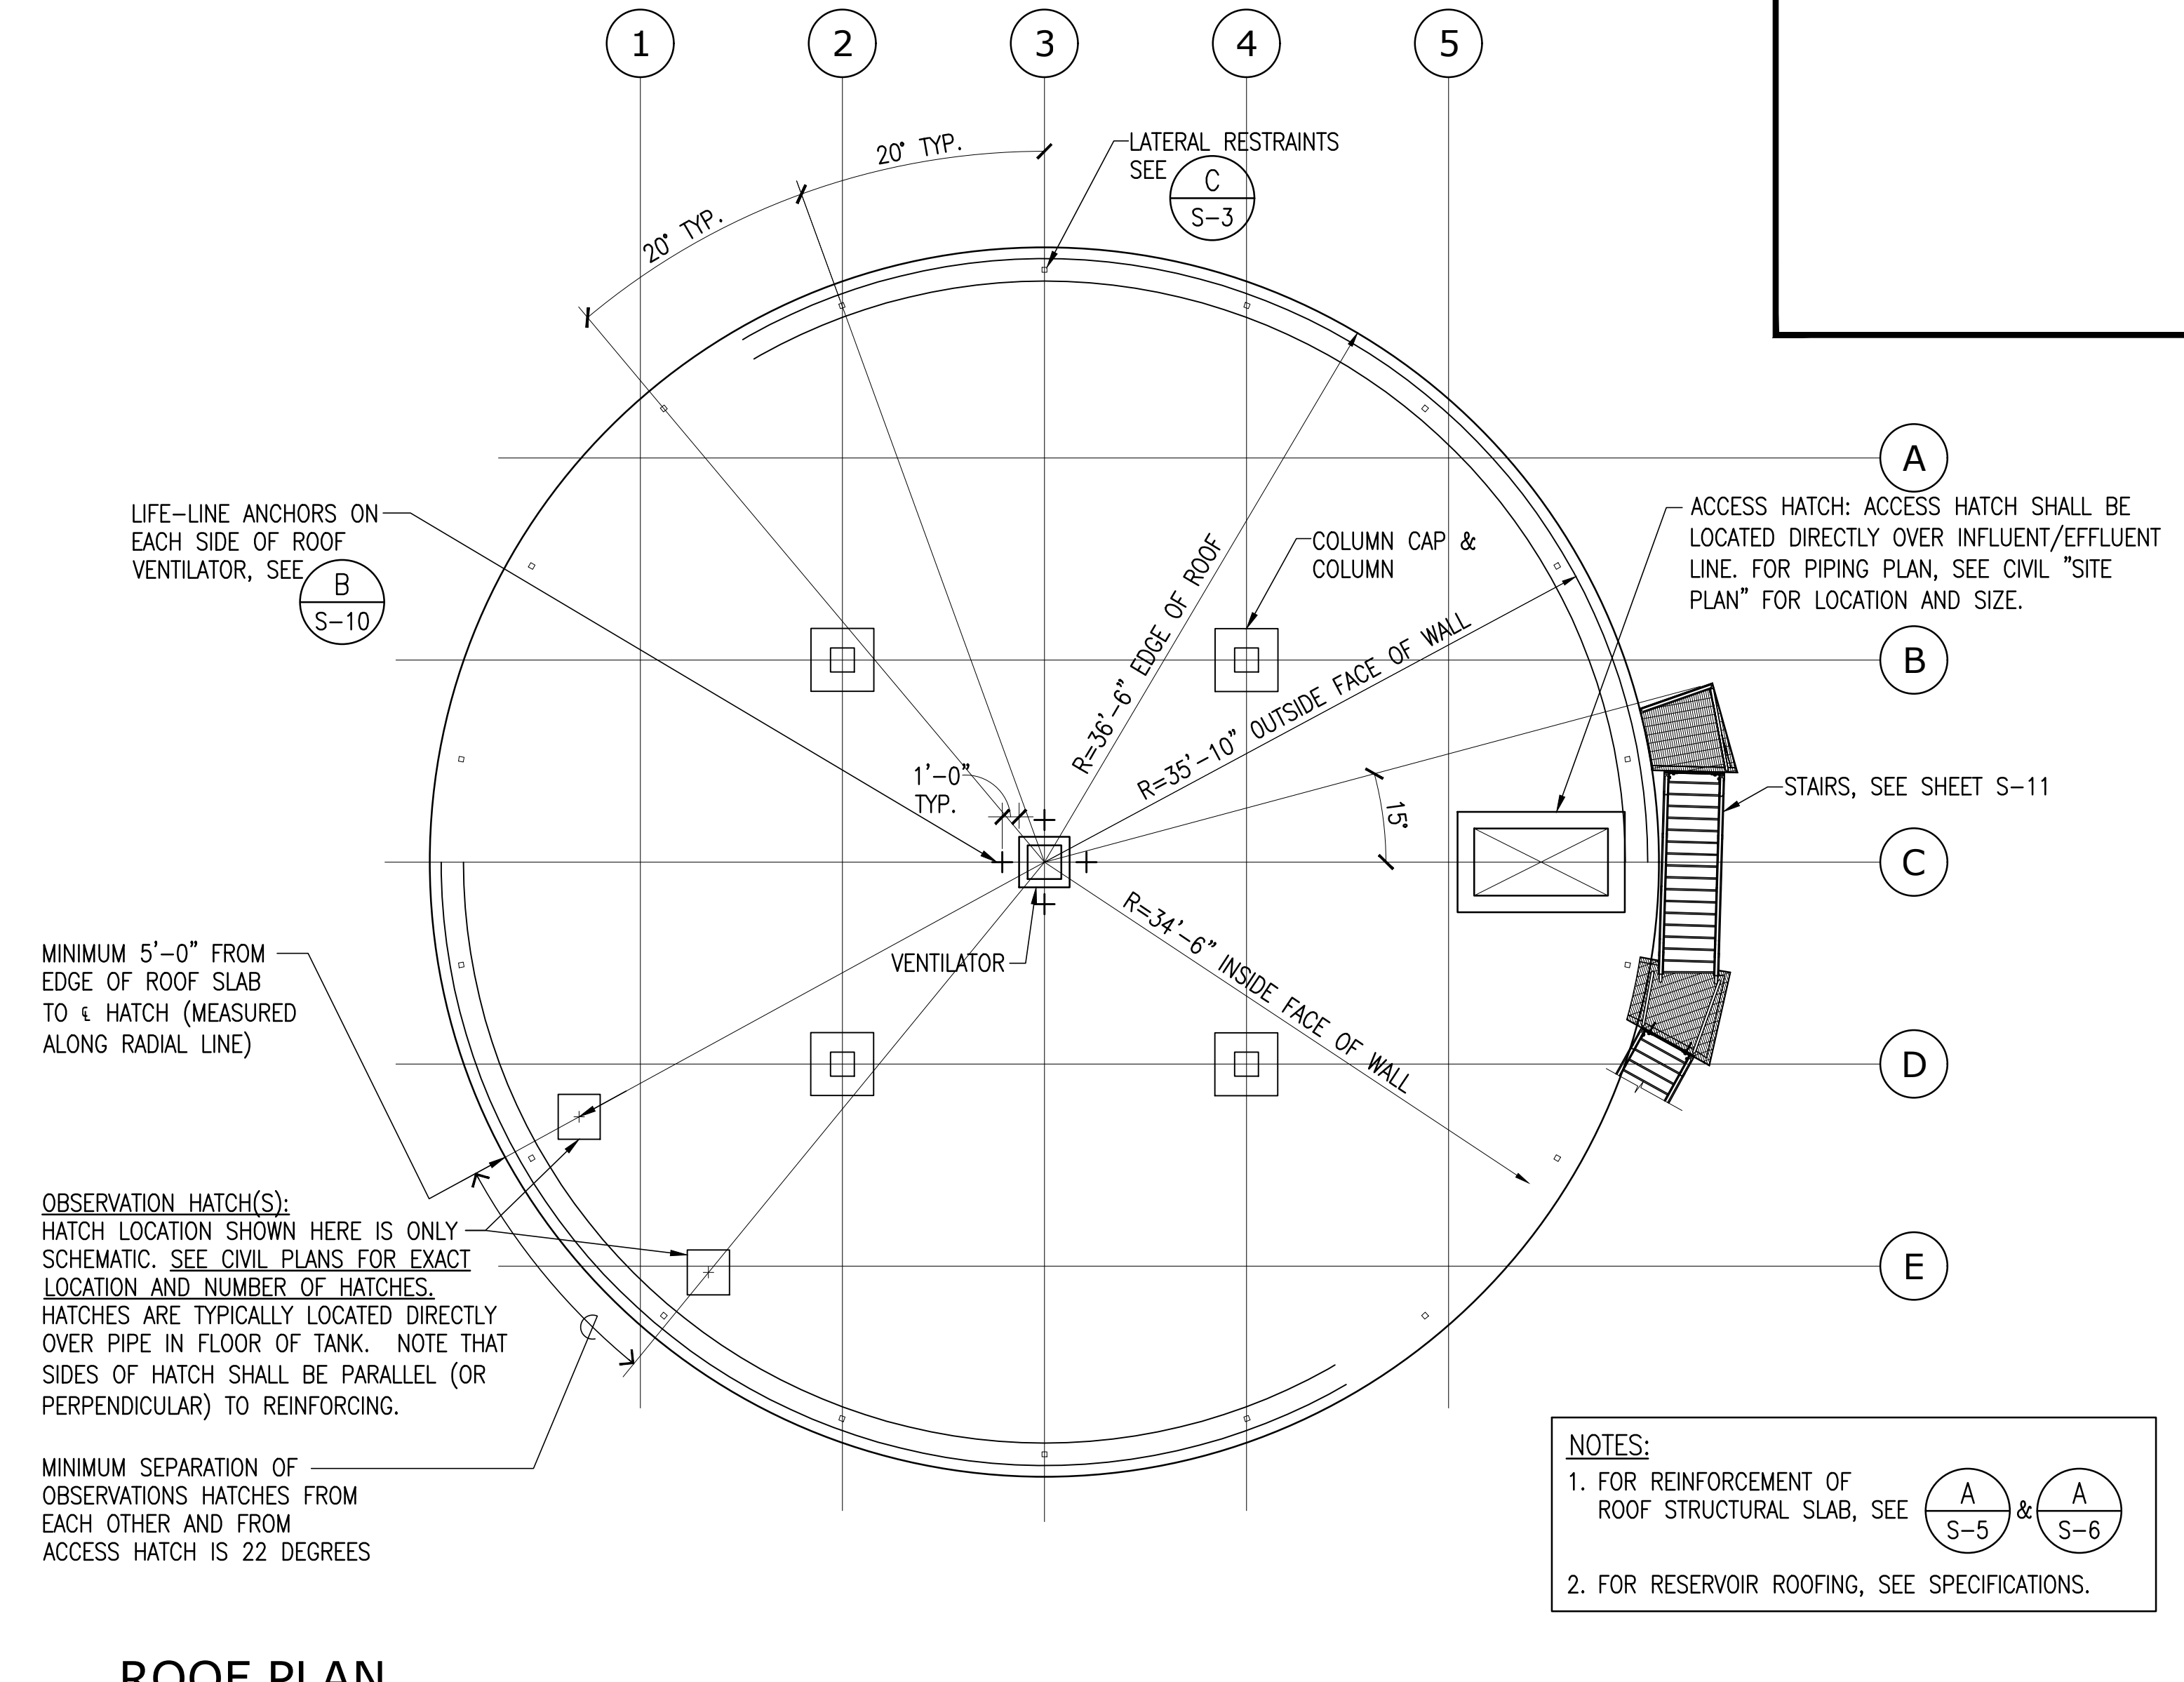 1
2
3
4
5
20° TYP.
20° TYP.
LATERAL RESTRAINTS
SEE
C
S-3
A
LIFE-LINE ANCHORS ON
EACH SIDE OF ROOF
VENTILATOR, SEE
B
S-10
COLUMN CAP &
COLUMN
ACCESS HATCH: ACCESS HATCH SHALL BE
LOCATED DIRECTLY OVER INFLUENT/EFFLUENT
LINE. FOR PIPING PLAN, SEE CIVIL "SITE
PLAN" FOR LOCATION AND SIZE.
B
R=36'-6" EDGE OF ROOF
R=35'-10" OUTSIDE FACE OF WALL
1'-0"
TYP.
15°
STAIRS, SEE SHEET S-11
C
R=34'-6" INSIDE FACE OF WALL
VENTILATOR
MINIMUM 5'-0" FROM
EDGE OF ROOF SLAB
TO ℄ HATCH (MEASURED
ALONG RADIAL LINE)
D
OBSERVATION HATCH(S):
HATCH LOCATION SHOWN HERE IS ONLY
SCHEMATIC. SEE CIVIL PLANS FOR EXACT
LOCATION AND NUMBER OF HATCHES.
HATCHES ARE TYPICALLY LOCATED DIRECTLY
OVER PIPE IN FLOOR OF TANK. NOTE THAT
SIDES OF HATCH SHALL BE PARALLEL (OR
PERPENDICULAR) TO REINFORCING.
E
MINIMUM SEPARATION OF
OBSERVATIONS HATCHES FROM
EACH OTHER AND FROM
ACCESS HATCH IS 22 DEGREES
NOTES:
1. FOR REINFORCEMENT OF
ROOF STRUCTURAL SLAB, SEE
A
S-5
&
A
S-6
2. FOR RESERVOIR ROOFING, SEE SPECIFICATIONS.
ROOF PLAN